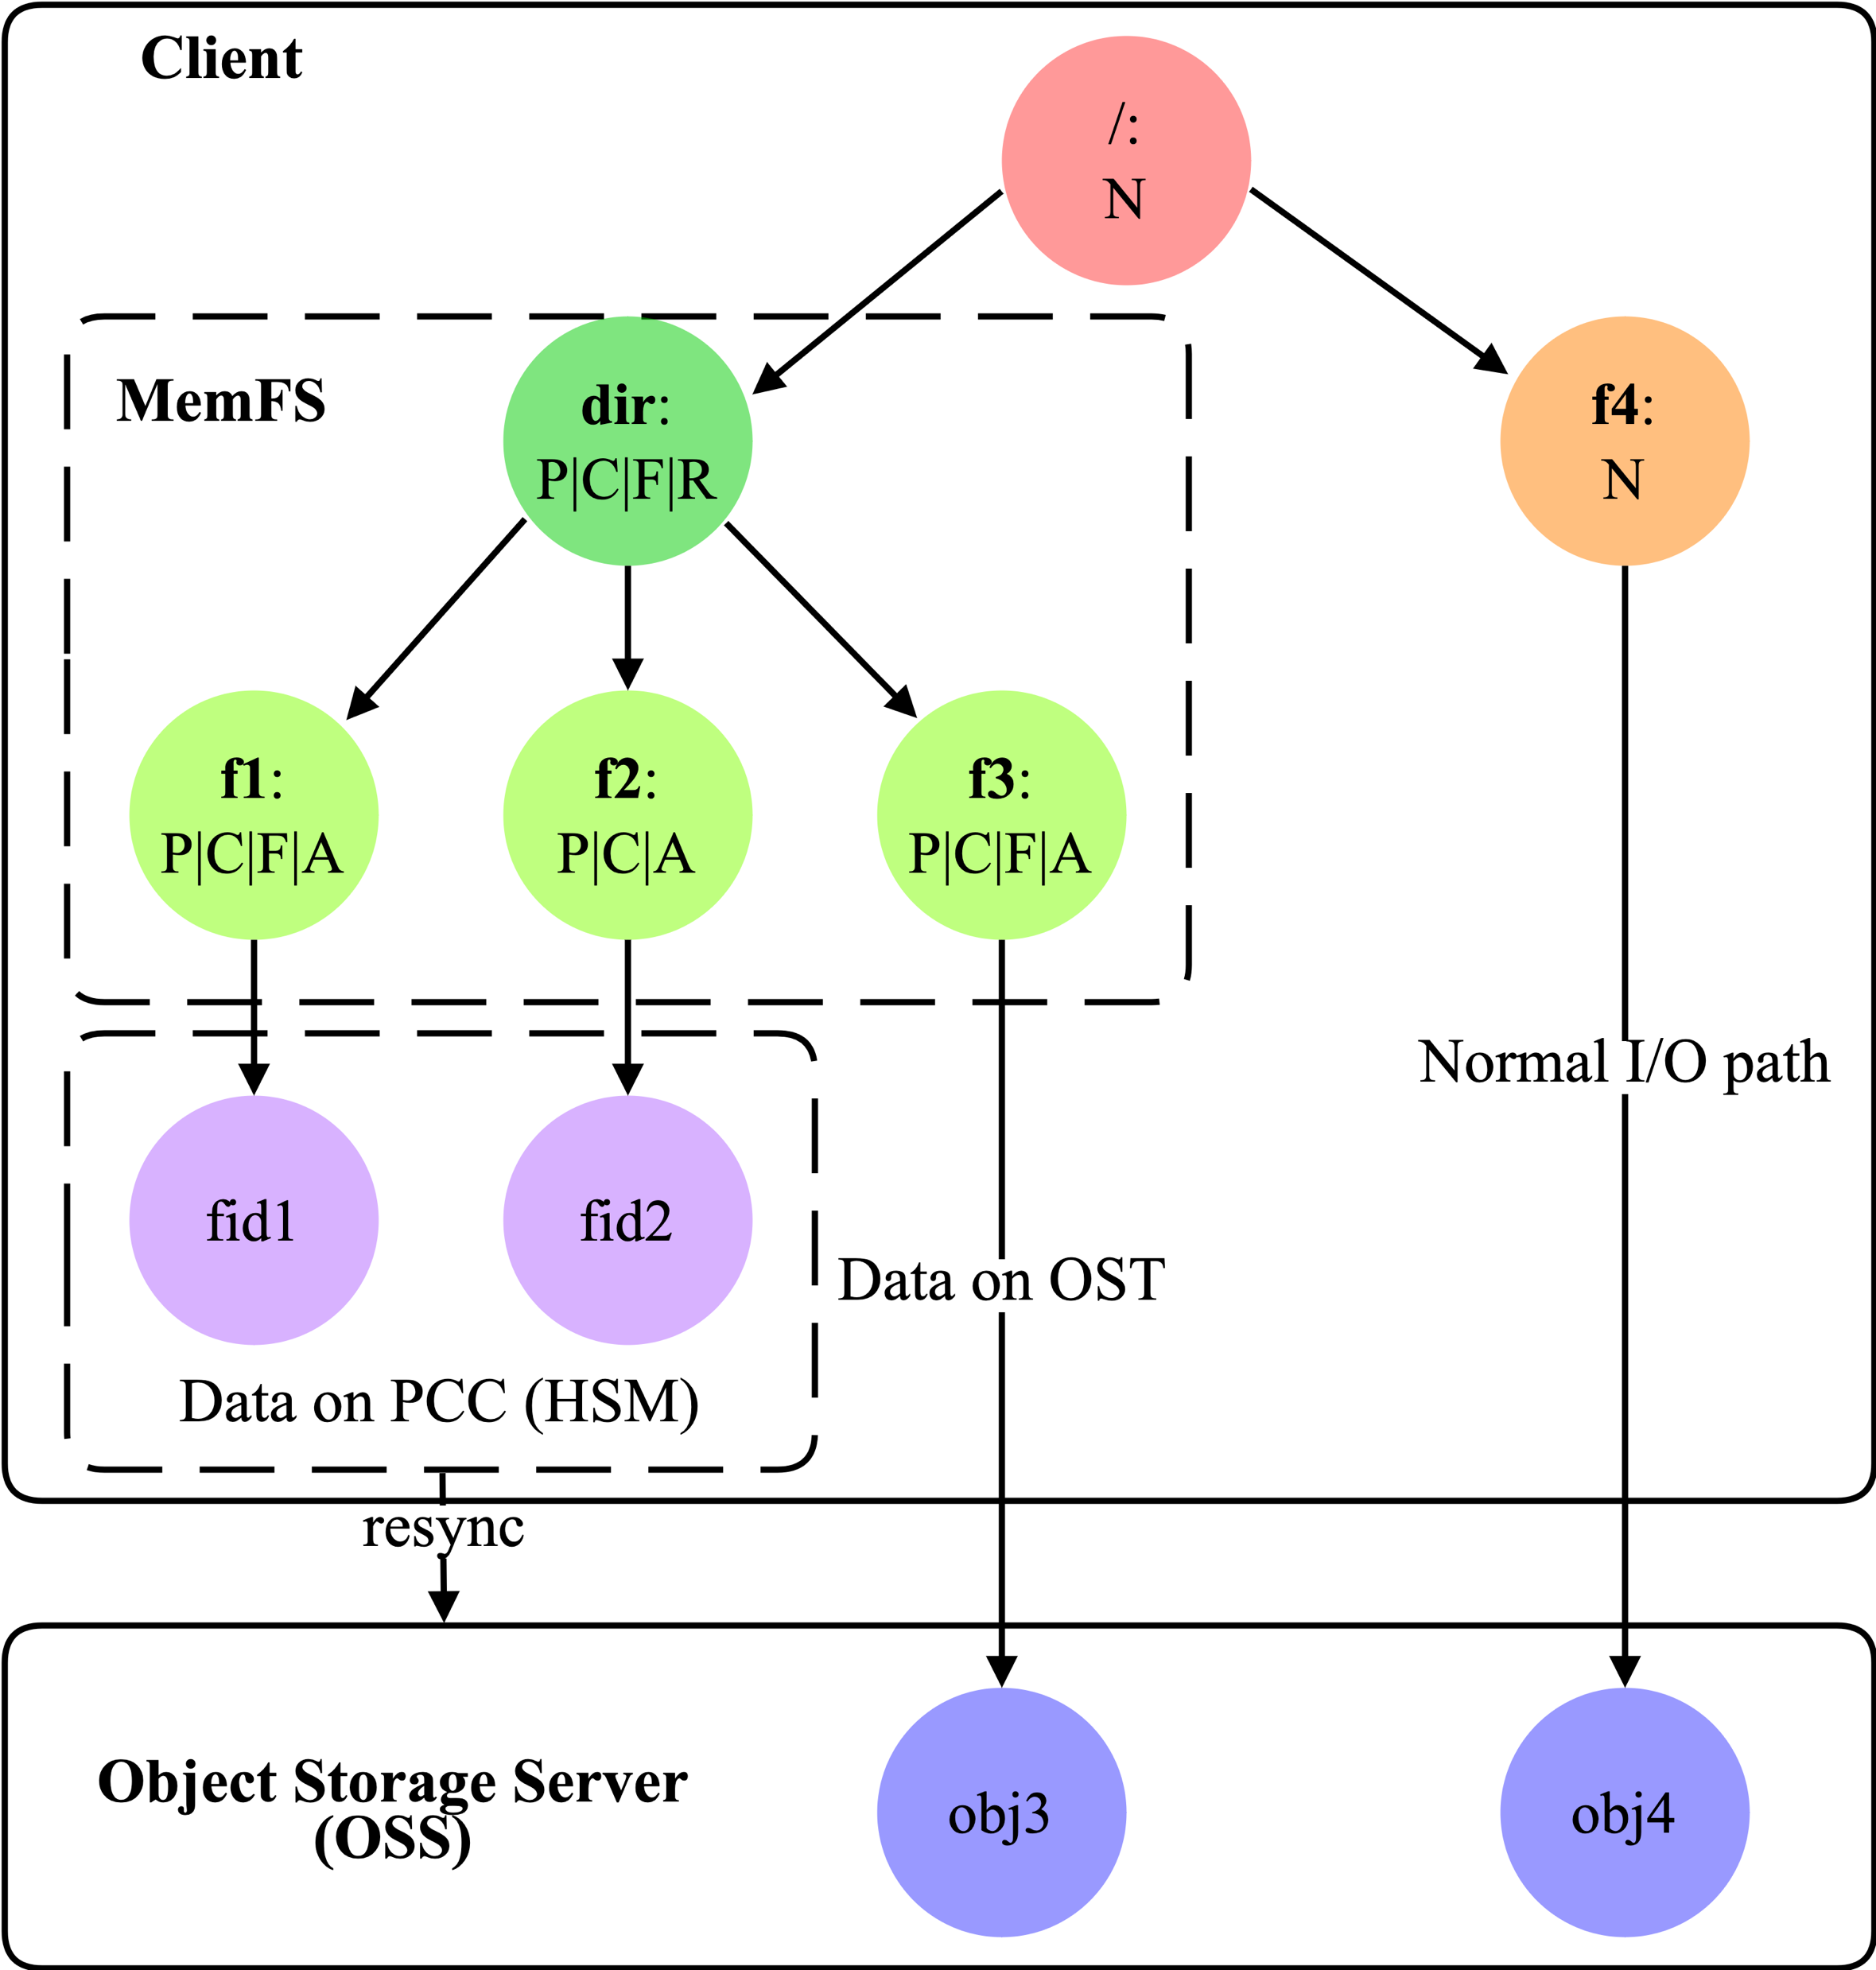 Client
/:
N
MemFS
dir:
P|C|F|R
f4:
N
f1:
P|C|F|A
f2:
P|C|A
f3:
P|C|F|A
Normal I/O path
fid1
fid2
Data on OST
Data on PCC (HSM)
resync
Object Storage Server
(OSS)
obj3
obj4